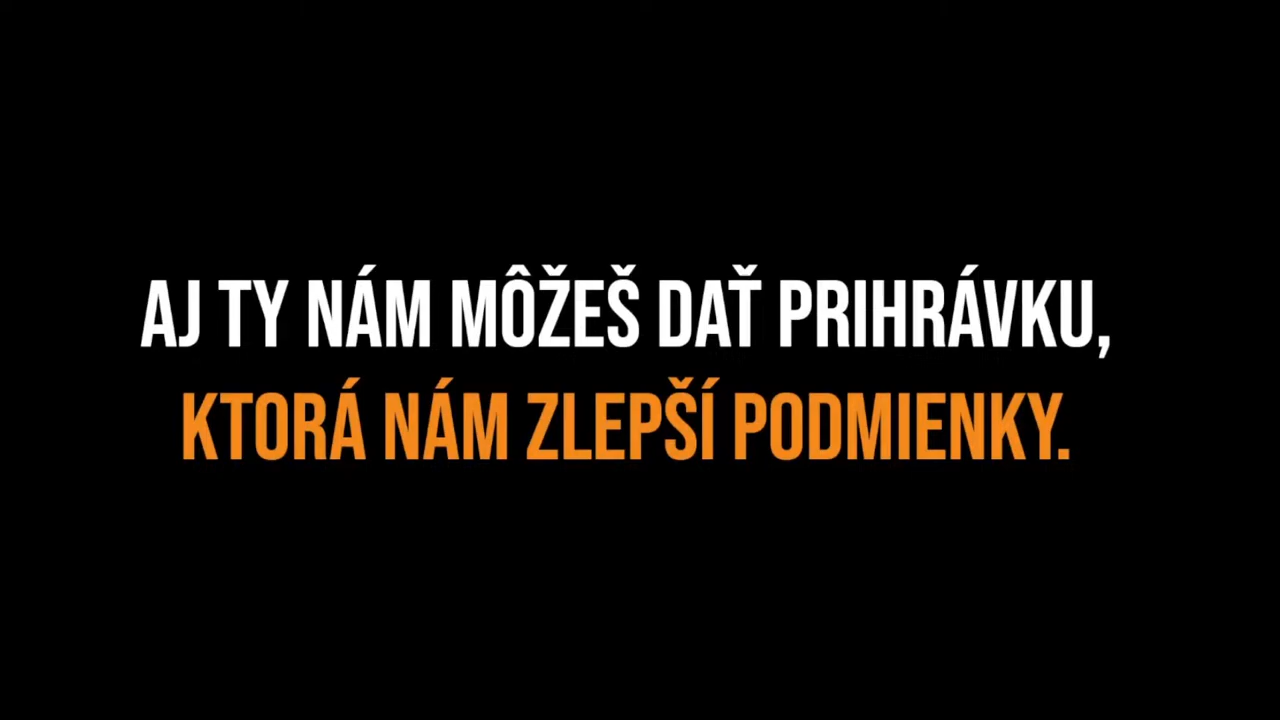 AJ TY NÁM MÔŽEŠ DAŤ PRIHRÁVKU,
KTORÁ NÁM ZLEPŠÍ PODMIENKY.